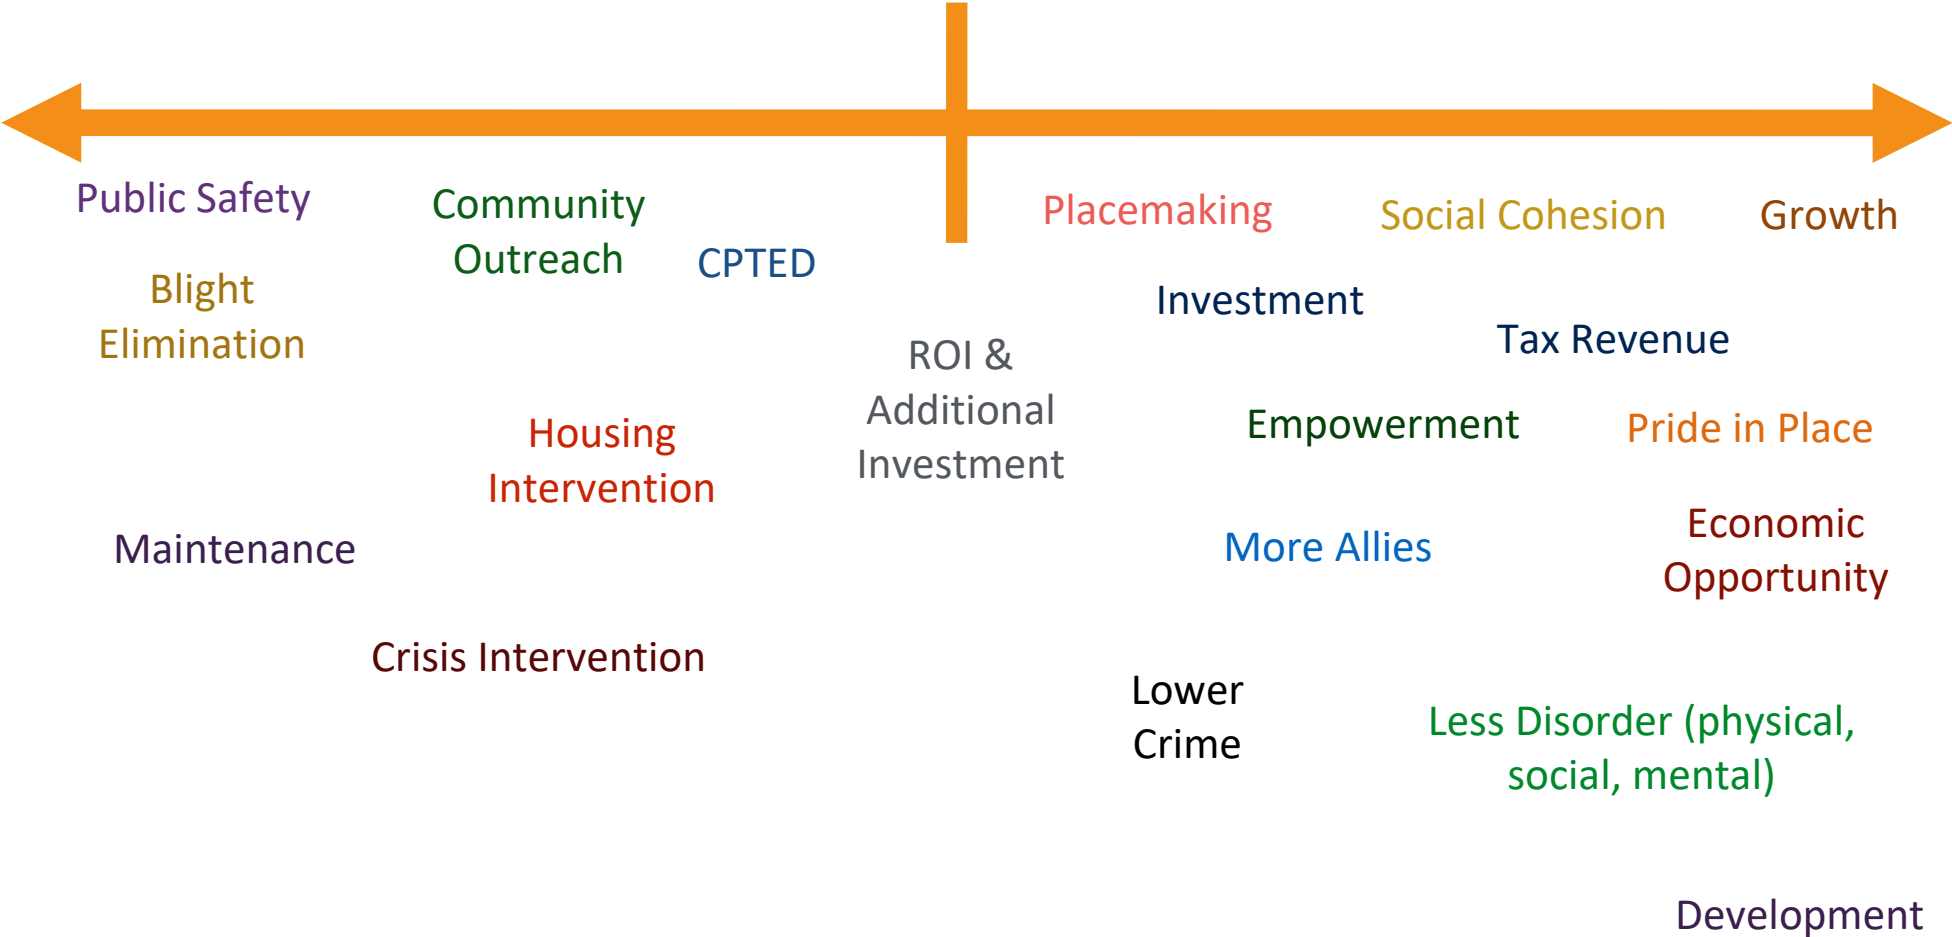 Public Safety
Community
Outreach
CPTED
Blight
Elimination
Housing
Intervention
Maintenance
Crisis Intervention
ROI &
Additional
Investment
Placemaking
Social Cohesion
Growth
Investment
Tax Revenue
Empowerment
Pride in Place
More Allies
Economic
Opportunity
Lower
Crime
Less Disorder (physical,
social, mental)
Development